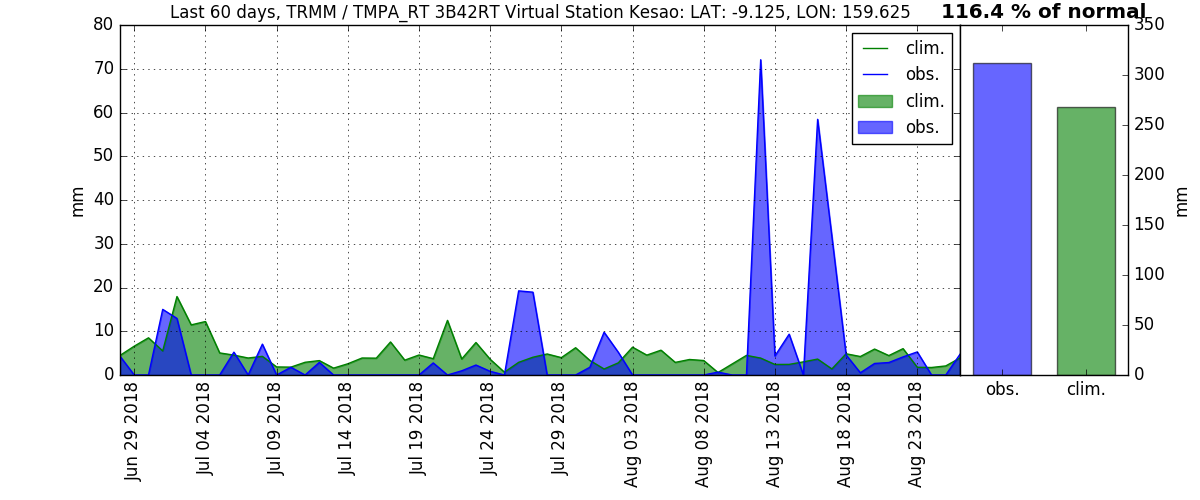 Last 60 days, TRMM / TMPA_RT 3B42RT Virtual Station Kesao: LAT: -9.125, LON: 159.625
116.4 % of normal
80
70
60
50
40
30
20
10
0
mm
clim.
obs.
clim.
obs.
350
300
250
200
150
100
50
0
mm
Jun 29 2018
Jul 04 2018
Jul 09 2018
Jul 14 2018
Jul 19 2018
Jul 24 2018
Jul 29 2018
Aug 03 2018
Aug 08 2018
Aug 13 2018
Aug 18 2018
Aug 23 2018
obs.
clim.